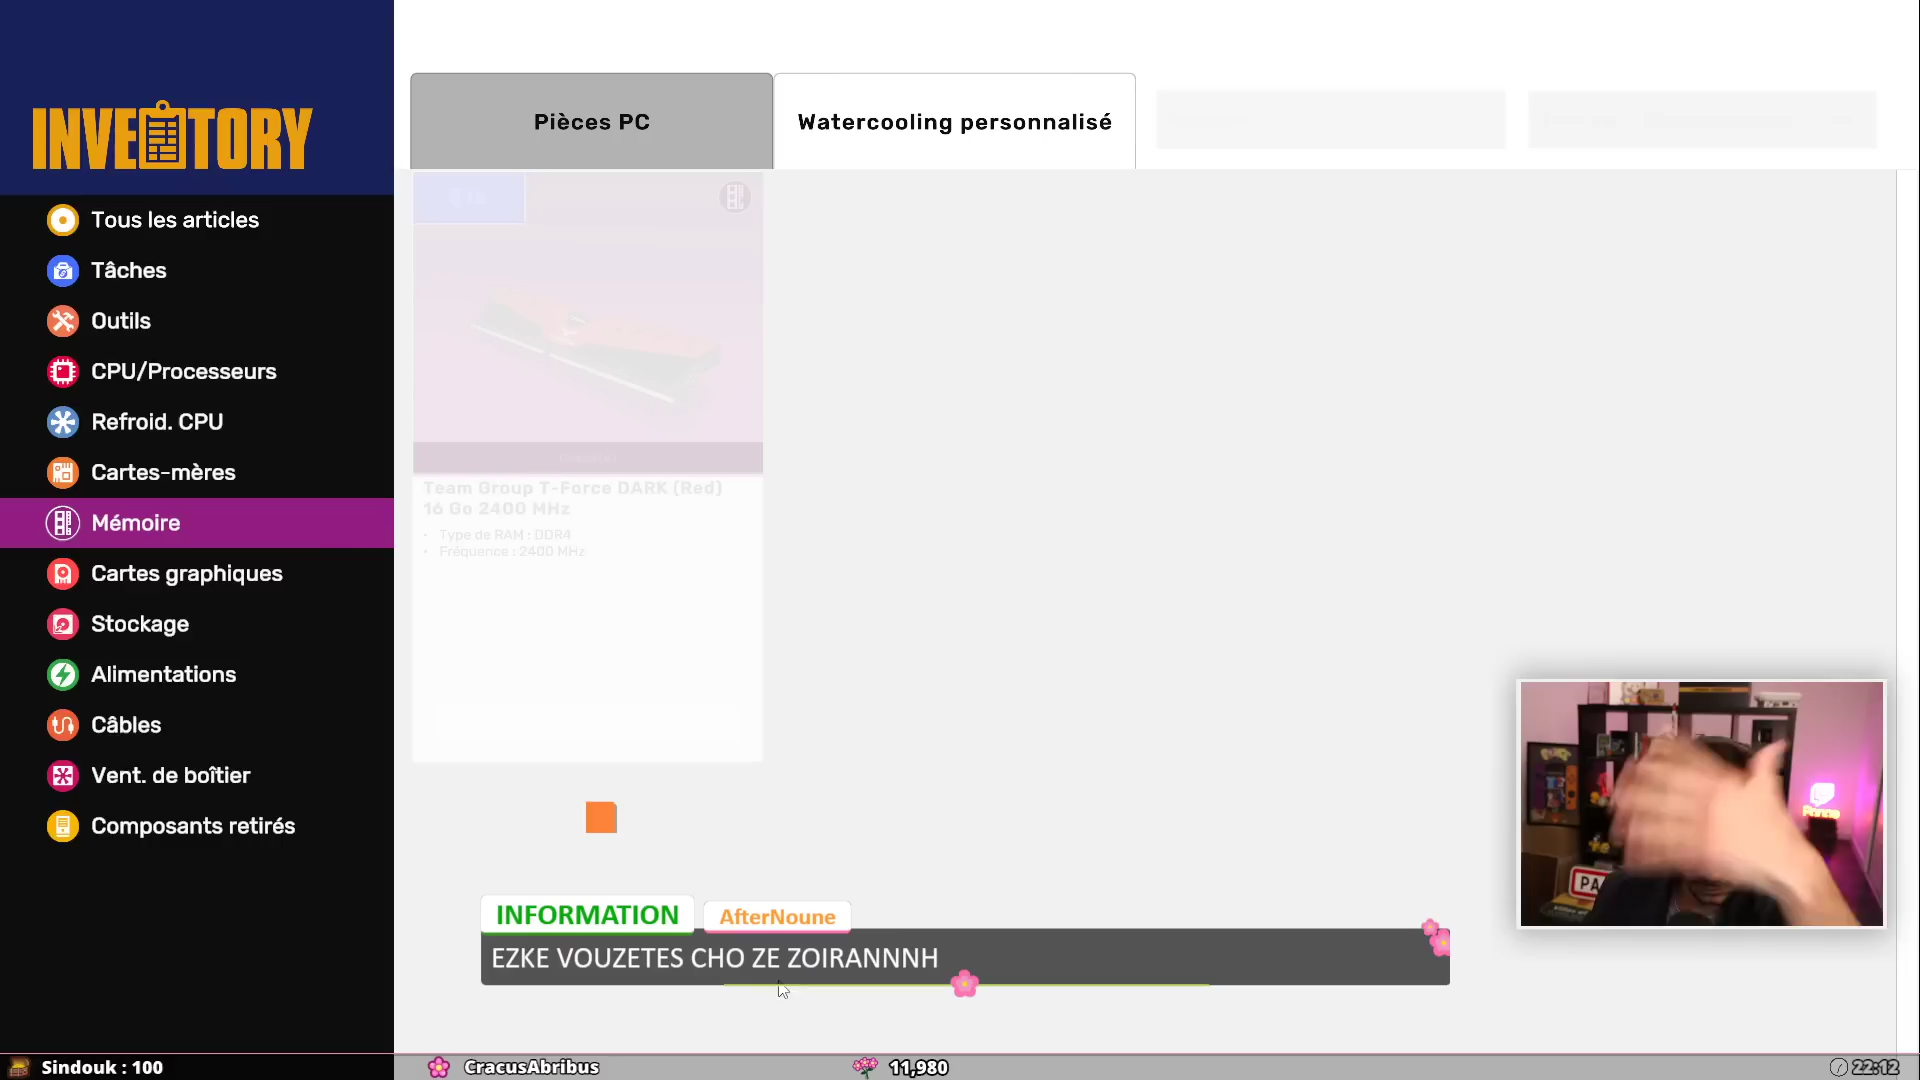 INVENTORY
Pièces PC
Watercooling personnalisé
Tous les articles
Tâches
Outils
CPU/Processeurs
Refroid. CPU
Cartes-mères
Mémoire
Cartes graphiques
Stockage
Alimentations
Câbles
Vent. de boîtier
Composants retirés
Team Group T-Force DARK (Red)
16 Go 2400 MHz
• Type de RAM : DDR4
• Fréquence : 2400 MHz
INFORMATION
AfterNoune
EZKE VOUZETES CHO ZE ZOIRANNNH
Sindouk : 100
CracusAbribus
11,980
22:12